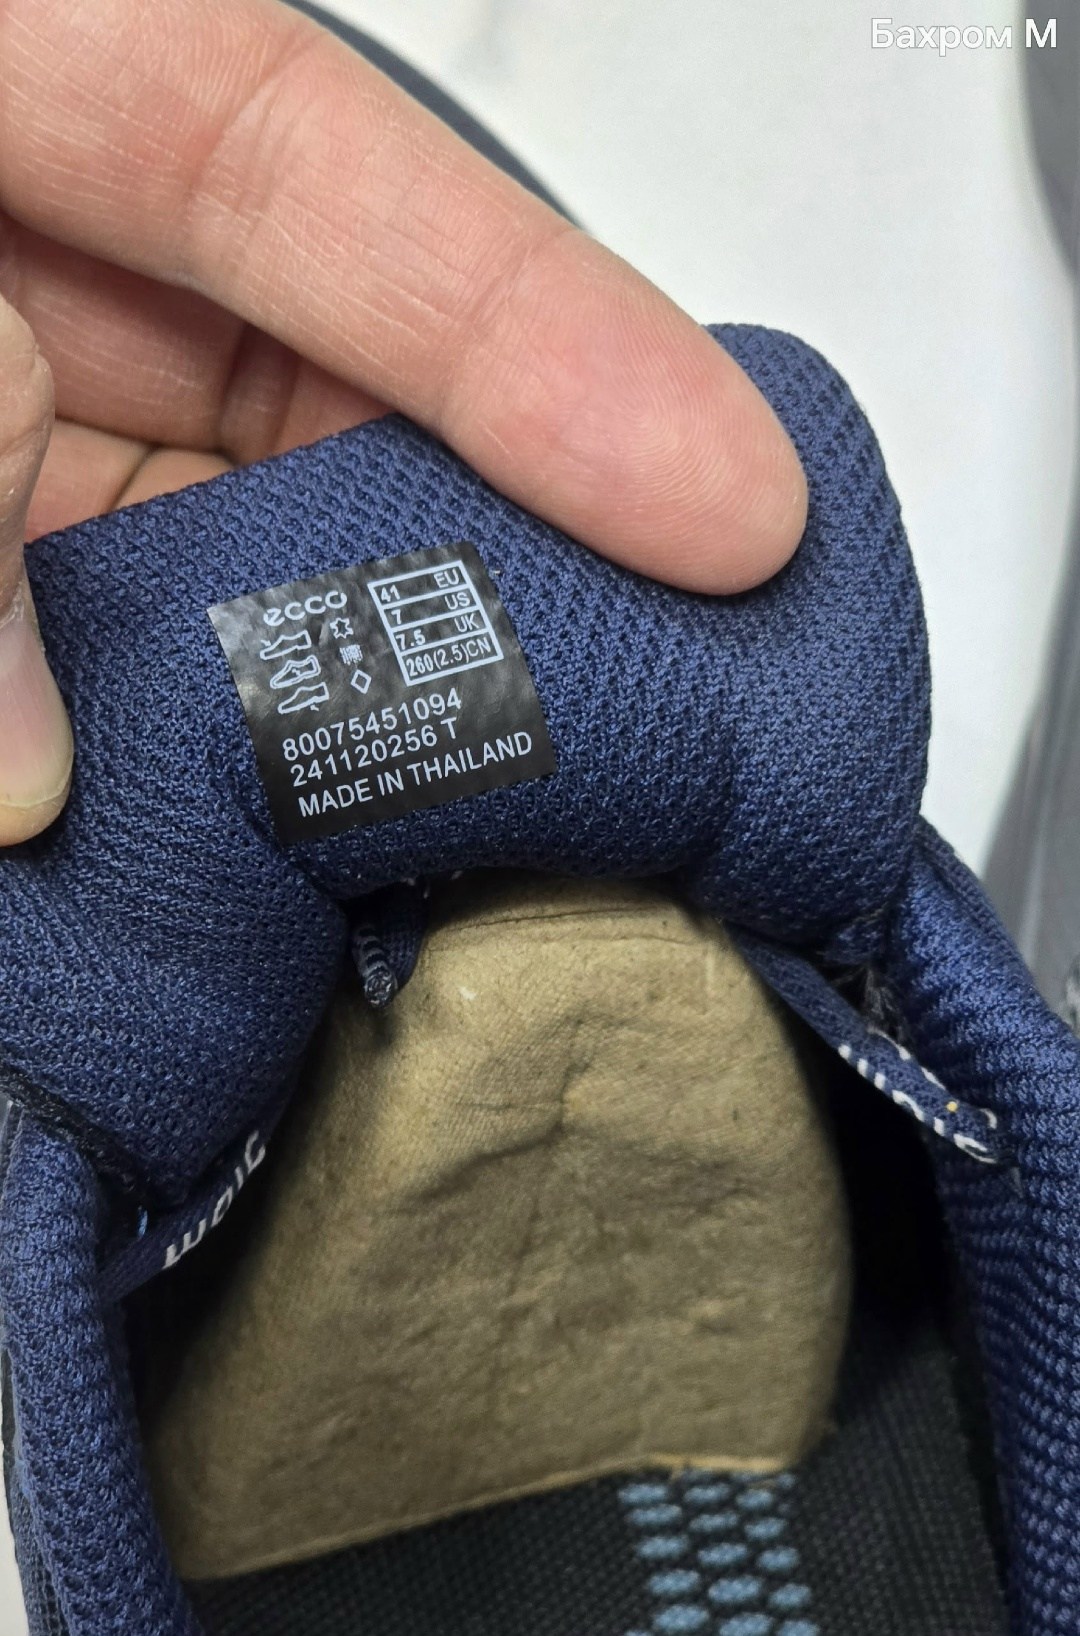 Бахром М
ecco
41 EU
7 US
7.5 UK
260(2.5)CN
80075451094
241120256 T
MADE IN THAILAND